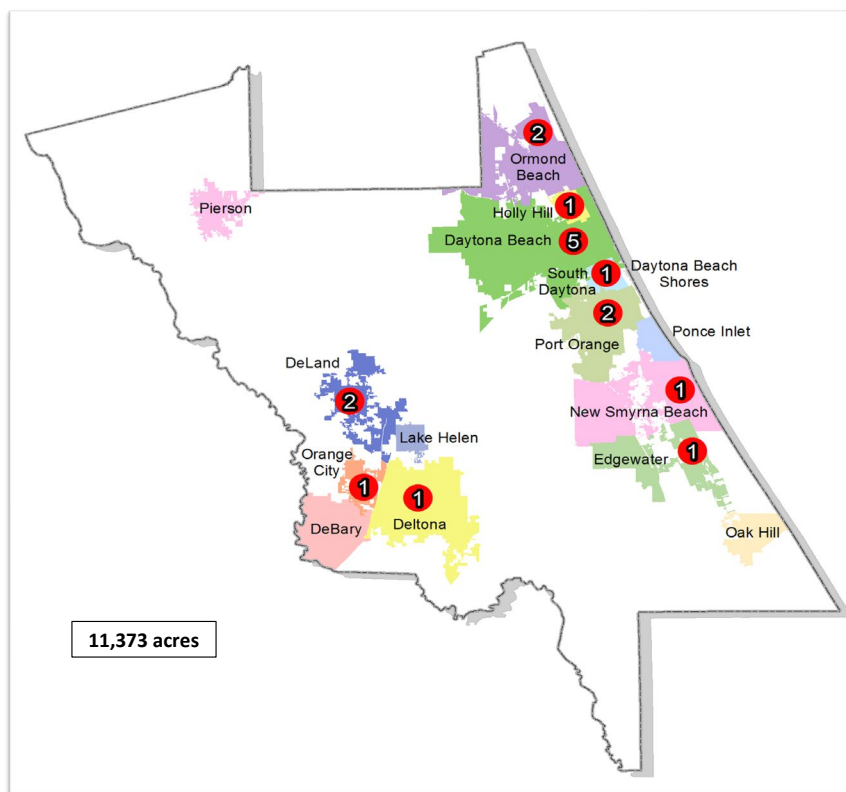 2
Ormond
Beach
Pierson
1
Holly Hill
Daytona Beach
5
South
Daytona
1
Daytona Beach
Shores
2
Port Orange
Ponce Inlet
DeLand
2
1
New Smyrna Beach
Lake Helen
Orange
City
1
Edgewater
1
1
Deltona
DeBary
Oak Hill
11,373 acres